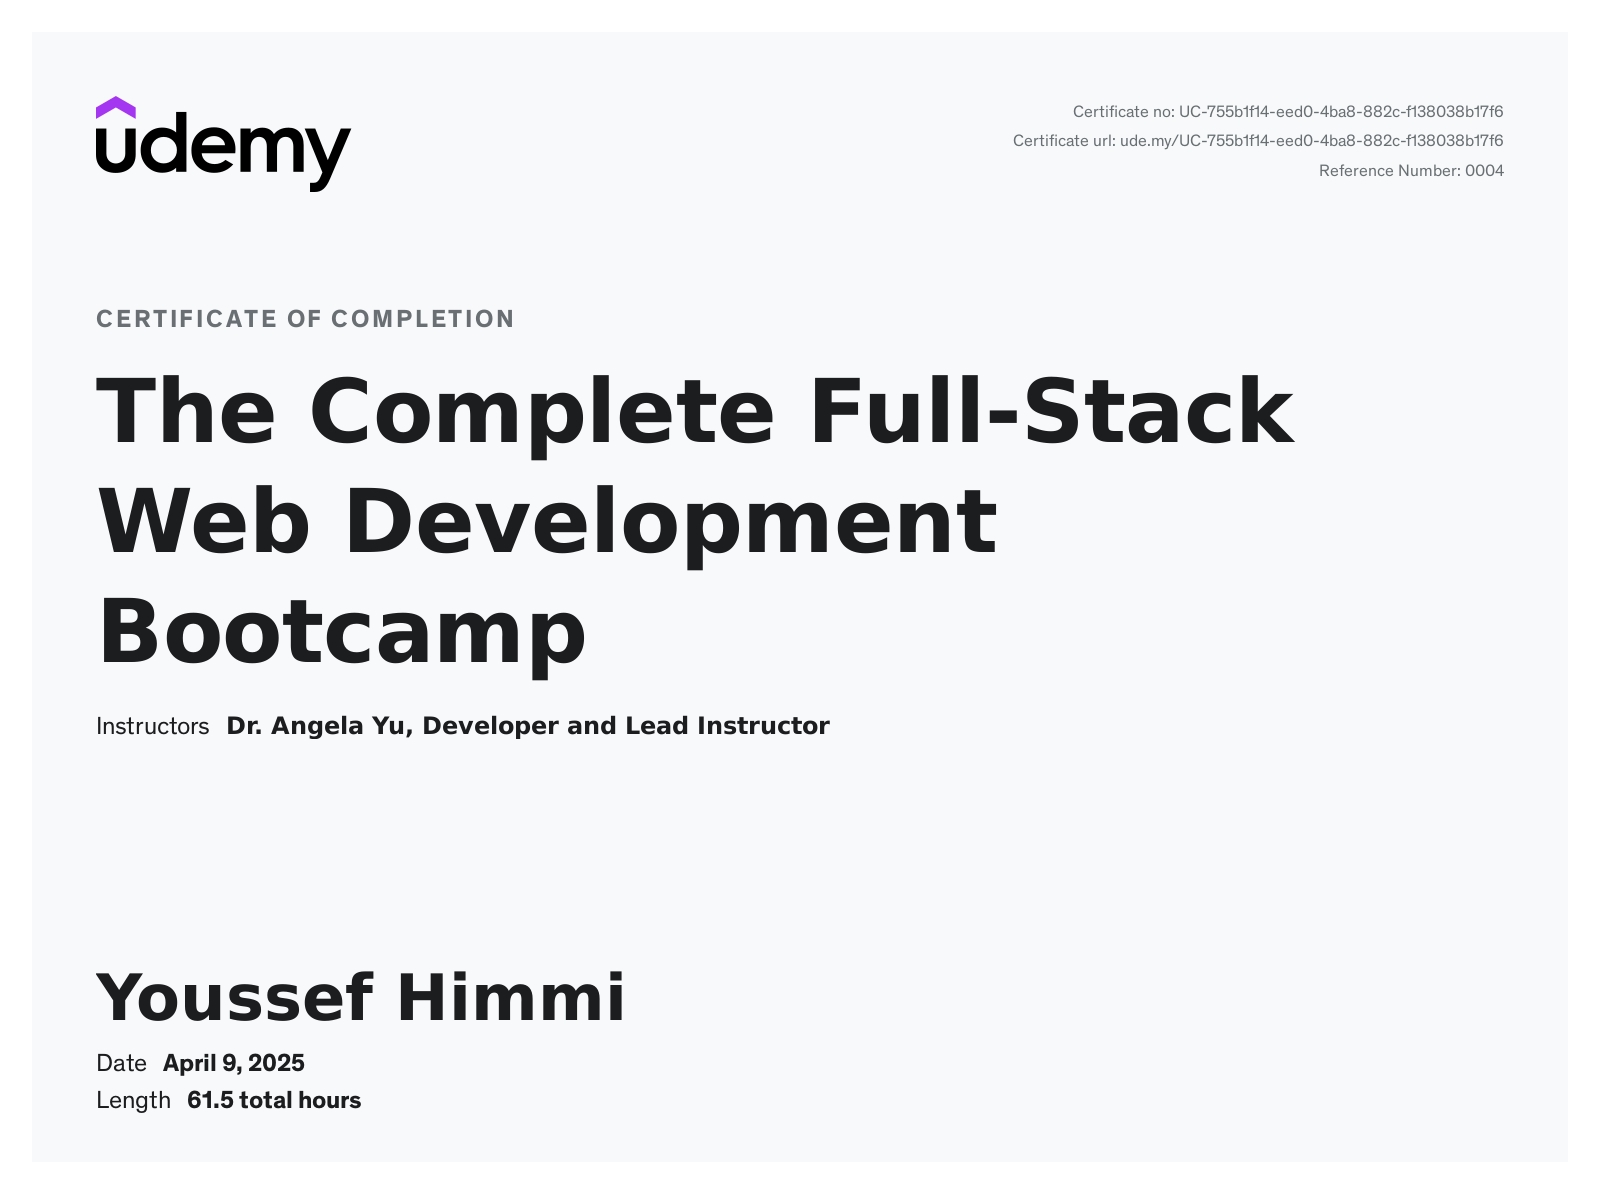 udemy
Certificate no: UC-755b1f14-eed0-4ba8-882c-f138038b17f6
Certificate url: ude.my/UC-755b1f14-eed0-4ba8-882c-f138038b17f6
Reference Number: 0004
CERTIFICATE OF COMPLETION
The Complete Full-Stack
Web Development
Bootcamp
Instructors Dr. Angela Yu, Developer and Lead Instructor
Youssef Himmi
Date April 9, 2025
Length 61.5 total hours